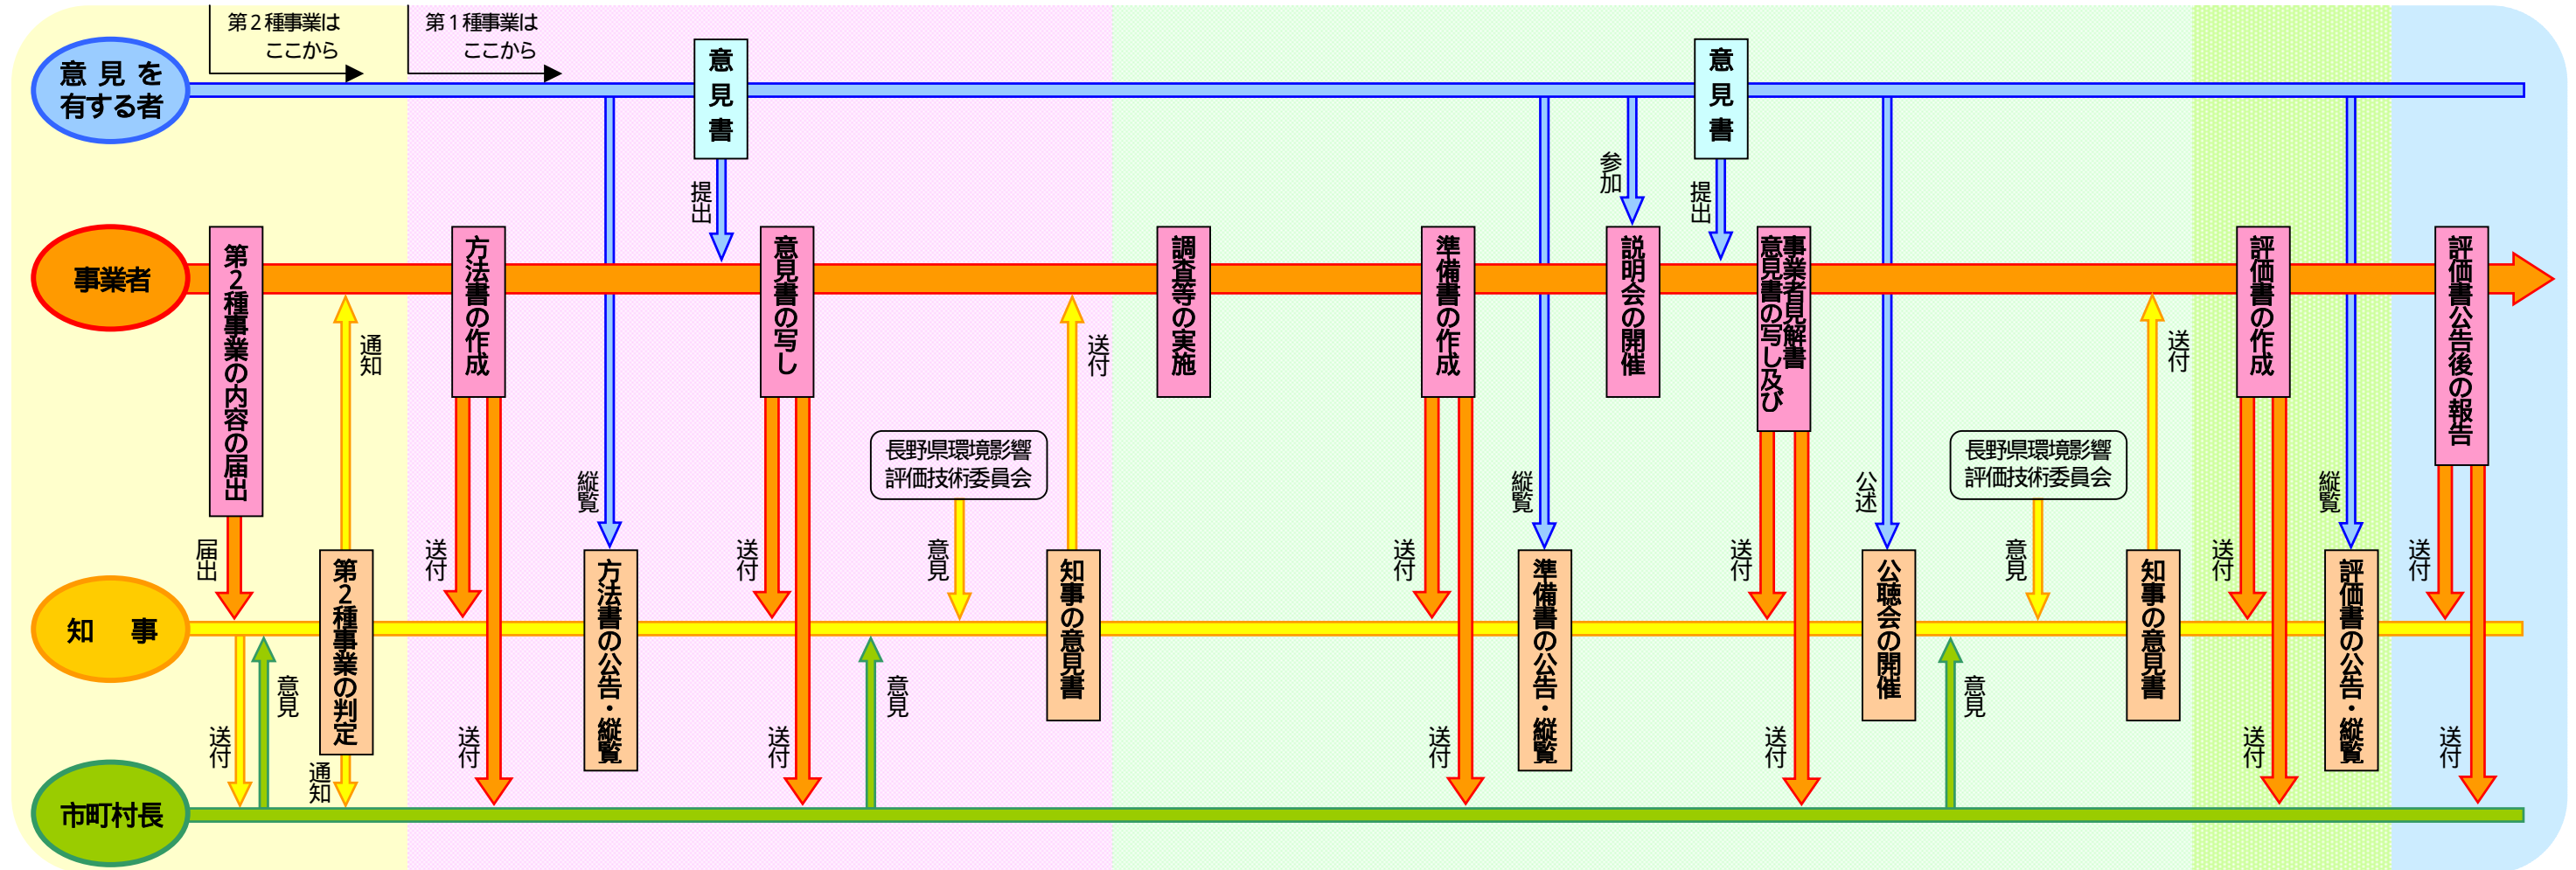 第２種事業は
ここから
第１種事業は
ここから
意見を
有する者
意見書
提出
参加
意見書
提出
事業者
第2種事業の内容の届出
通知
方法書の作成
意見書の写し
送付
調査等の実施
準備書の作成
説明会の開催
事業者見解書
意見書の写し及び
送付
評価書の作成
評価書公告後の報告
届出
送付
縦覧
送付
長野県環境影響
評価技術委員会
意見
送付
縦覧
送付
公述
長野県環境影響
評価技術委員会
意見
送付
縦覧
送付
知事
第2種事業の判定
方法書の公告・縦覧
知事の意見書
準備書の公告・縦覧
公聴会の開催
知事の意見書
評価書の公告・縦覧
送付
意見
通知
送付
送付
意見
送付
送付
意見
送付
送付
市町村長